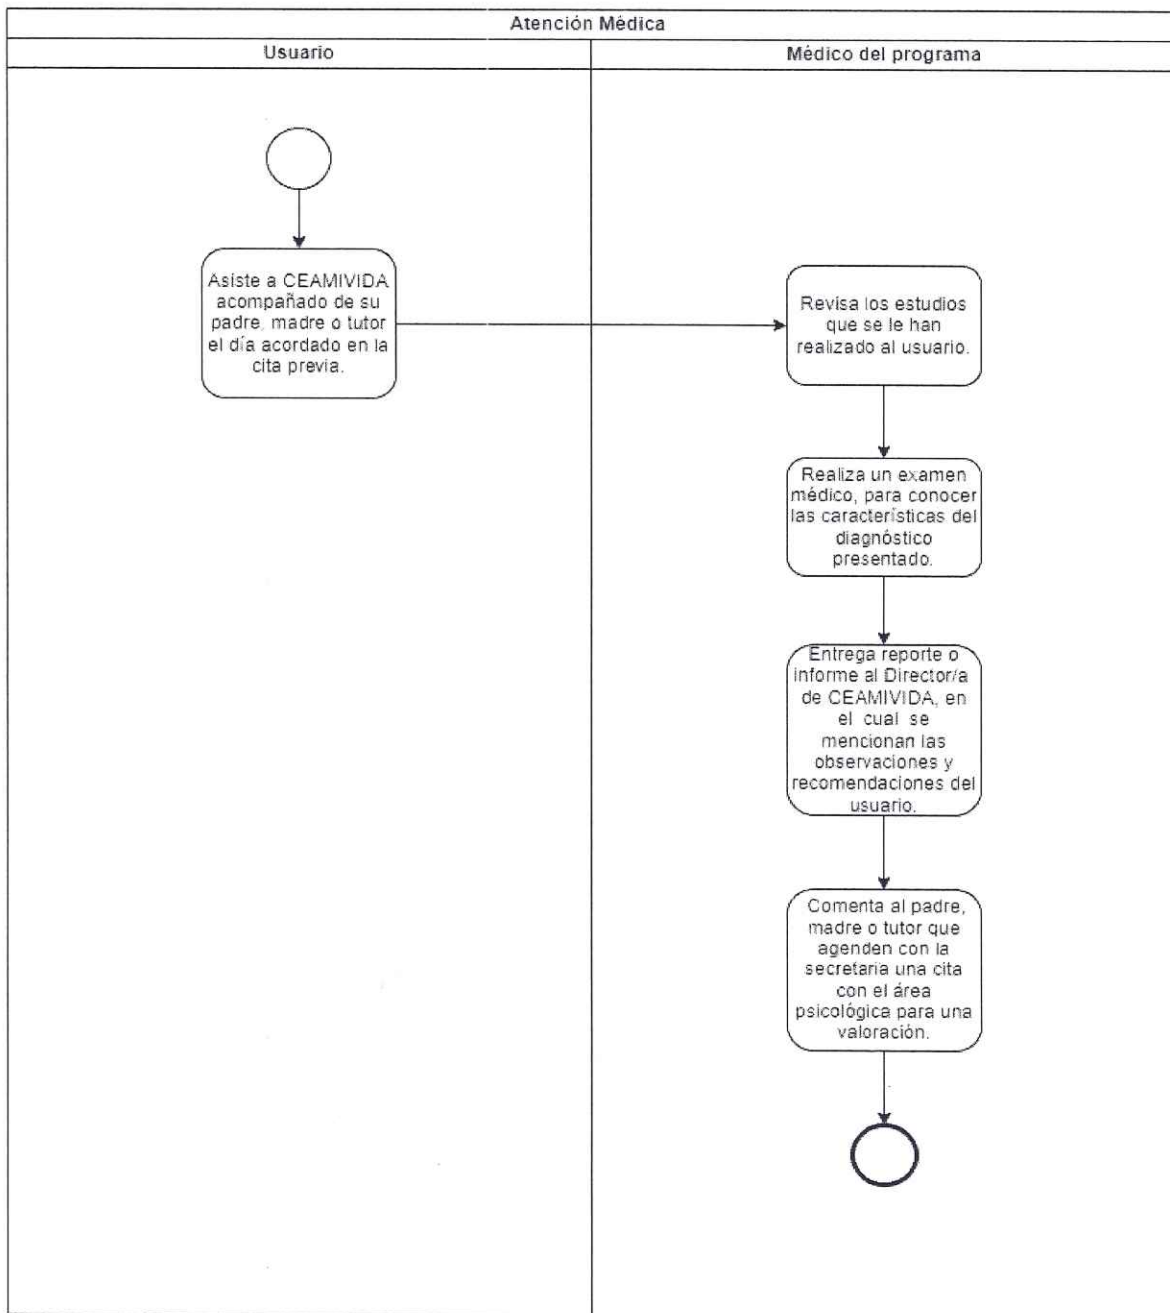 Atención Médica
Usuario
Médico del programa
Asiste a CEAMIVIDA
acompañado de su
padre, madre o tutor
el día acordado en la
cita previa.
Revisa los estudios
que se le han
realizado al usuario.
Realiza un examen
médico, para conocer
las características del
diagnóstico
presentado.
Entrega reporte o
informe al Director/a
de CEAMIVIDA, en
el cual se
mencionan las
observaciones y
recomendaciones del
usuario.
Comenta al padre,
madre o tutor que
agenden con la
secretaria una cita
con el área
psicológica para una
valoración.